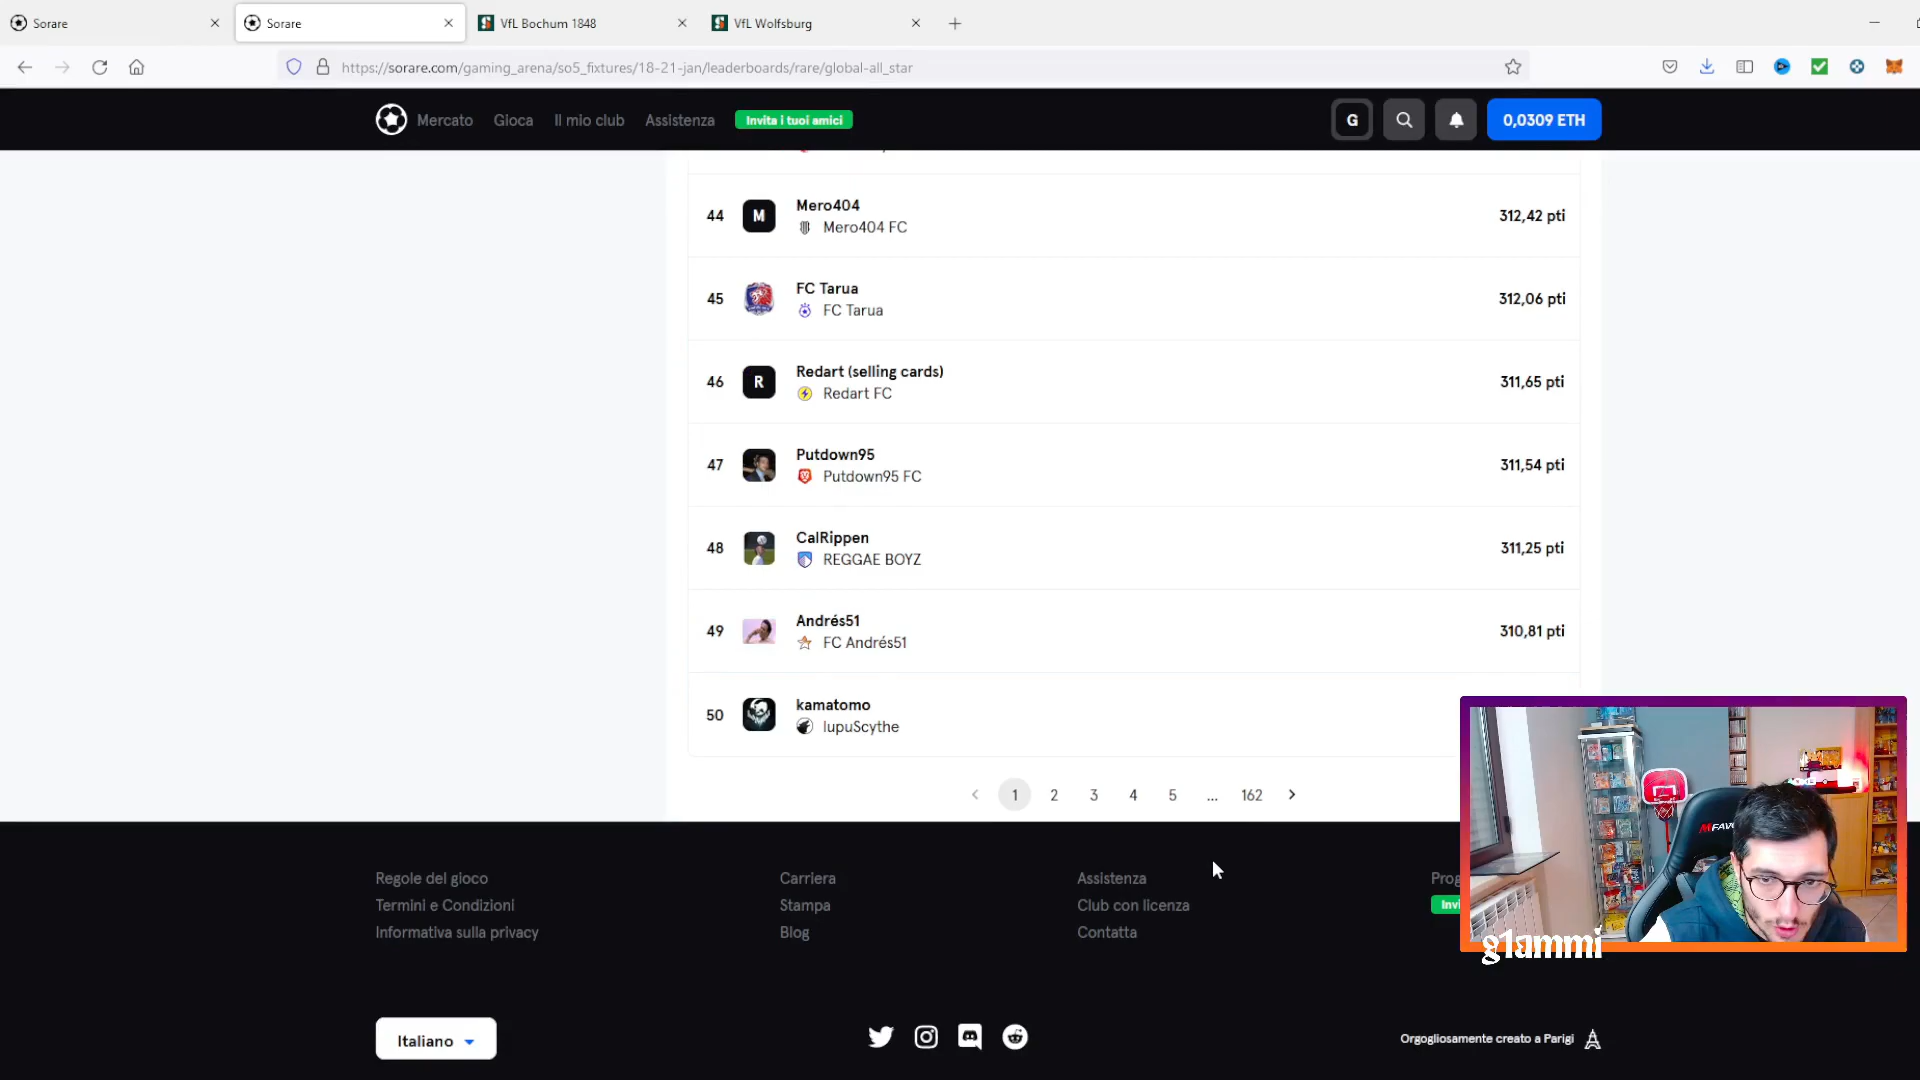 Sorare
Sorare
VfL Bochum 1848
VfL Wolfsburg
https://sorare.com/gaming_arena/so5_fixtures/18-21-jan/leaderboards/rare/global-all_star
Mercato
Gioca
Il mio club
Assistenza
Invita i tuoi amici
G
0,0309 ETH
44
M
Mero404
Mero404 FC
312,42 pti
45
FC Tarua
FC Tarua
312,06 pti
46
R
Redart (selling cards)
Redart FC
311,65 pti
47
Putdown95
Putdown95 FC
311,54 pti
48
CalRippen
REGGAE BOYZ
311,25 pti
49
Andrés51
FC Andrés51
310,81 pti
50
kamatomo
lupuScythe
1 2 3 4 5 ... 162
Regole del gioco
Termini e Condizioni
Informativa sulla privacy
Carriera
Stampa
Blog
Assistenza
Club con licenza
Contatta
Prog
Invi
g1ammi
Italiano
Orgogliosamente creato a Parigi